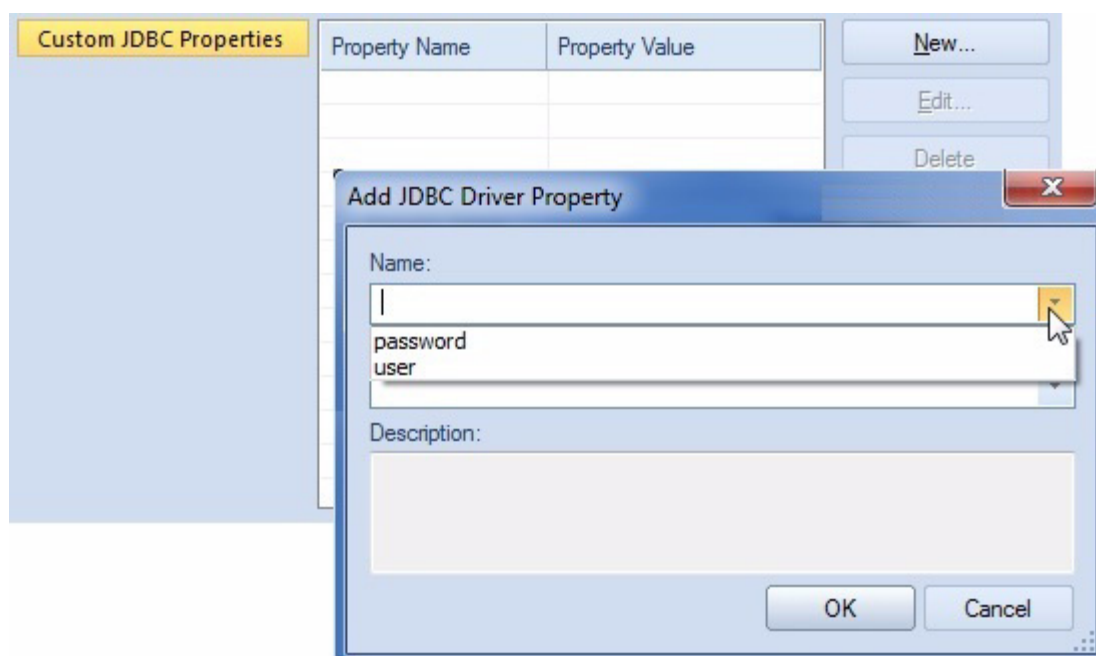 Custom JDBC Properties
Property Name Property Value
New...
Edit...
Delete
Add JDBC Driver Property
Name:
password
user
Description:
OK Cancel